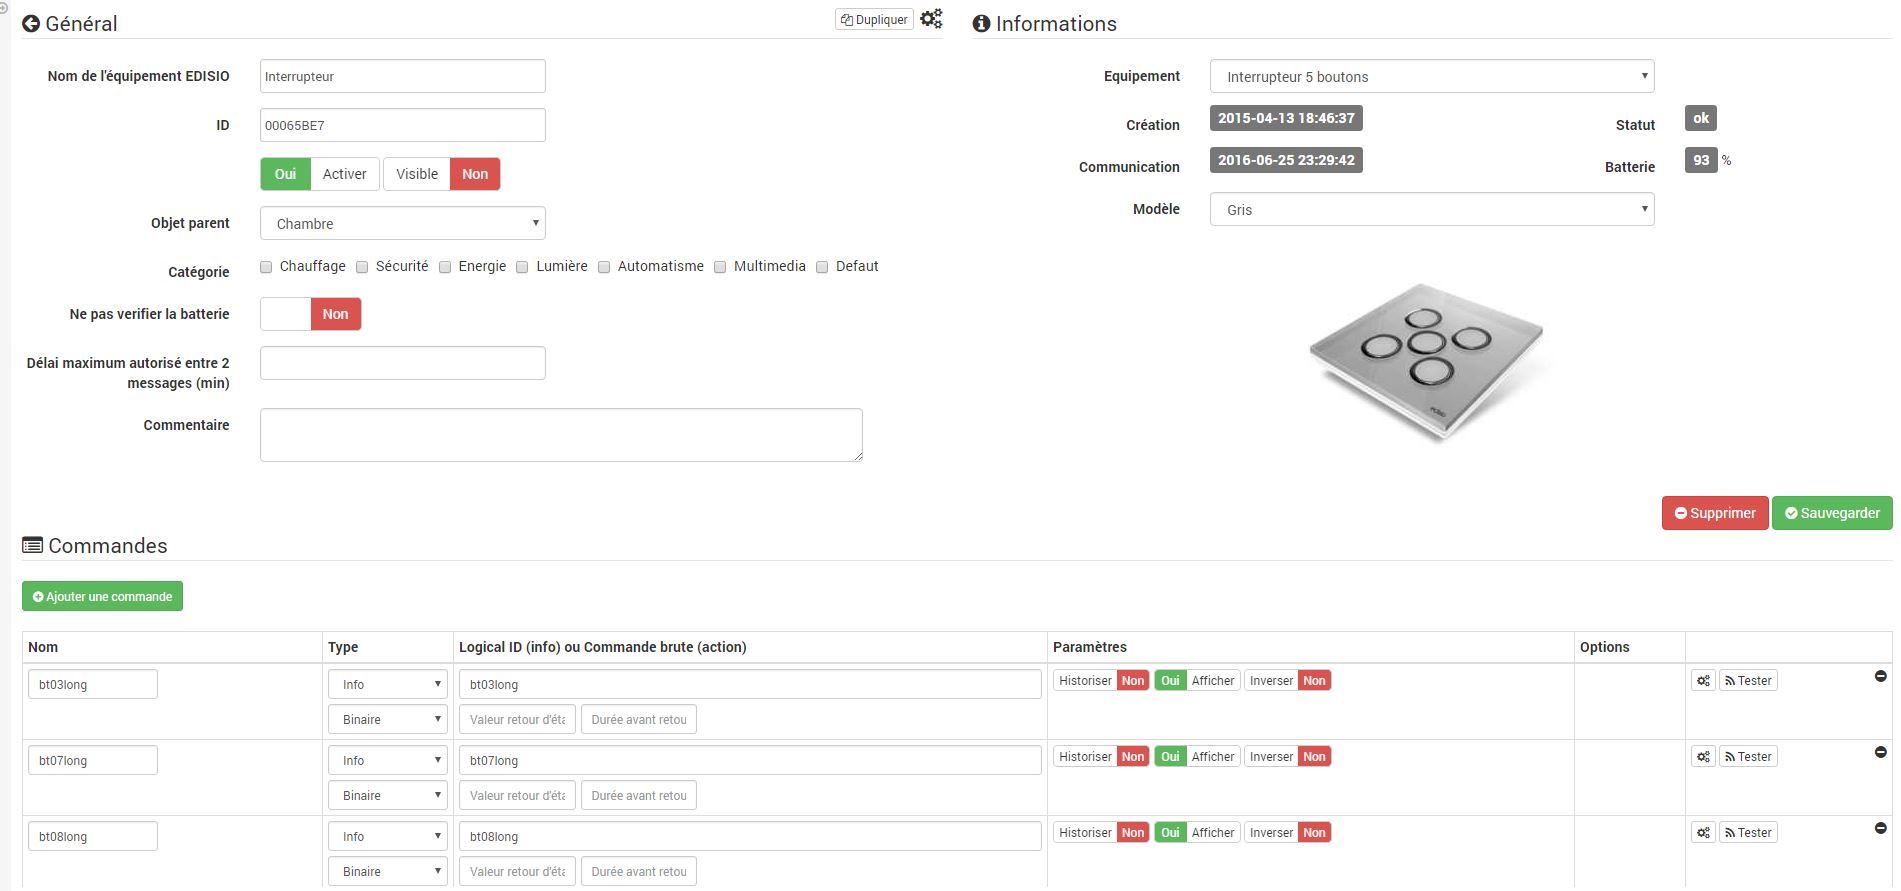 Général
Dupliquer
Informations
Nom de l'équipement EDISIO
Interrupteur
Equipement
Interrupteur 5 boutons
ID
00065BE7
Création
2015-04-13 18:46:37
Statut
ok
Oui Activer Visible Non
Communication
2016-06-25 23:29:42
Batterie
93 %
Objet parent
Chambre
Modèle
Gris
Catégorie
Chauffage Sécurité Energie Lumière Automatisme Multimedia Defaut
Ne pas verifier la batterie
Non
Délai maximum autorisé entre 2
messages (min)
Commentaire
Supprimer Sauvegarder
Commandes
Ajouter une commande
Nom Type Logical ID (info) ou Commande brute (action) Paramètres Options
bt03long Info bt03long Historiser Non Oui Afficher Inverser Non Tester
Binaire Valeur retour d'éta Durée avant retou
bt07long Info bt07long Historiser Non Oui Afficher Inverser Non Tester
Binaire Valeur retour d'éta Durée avant retou
bt08long Info bt08long Historiser Non Oui Afficher Inverser Non Tester
Binaire Valeur retour d'éta Durée avant retou